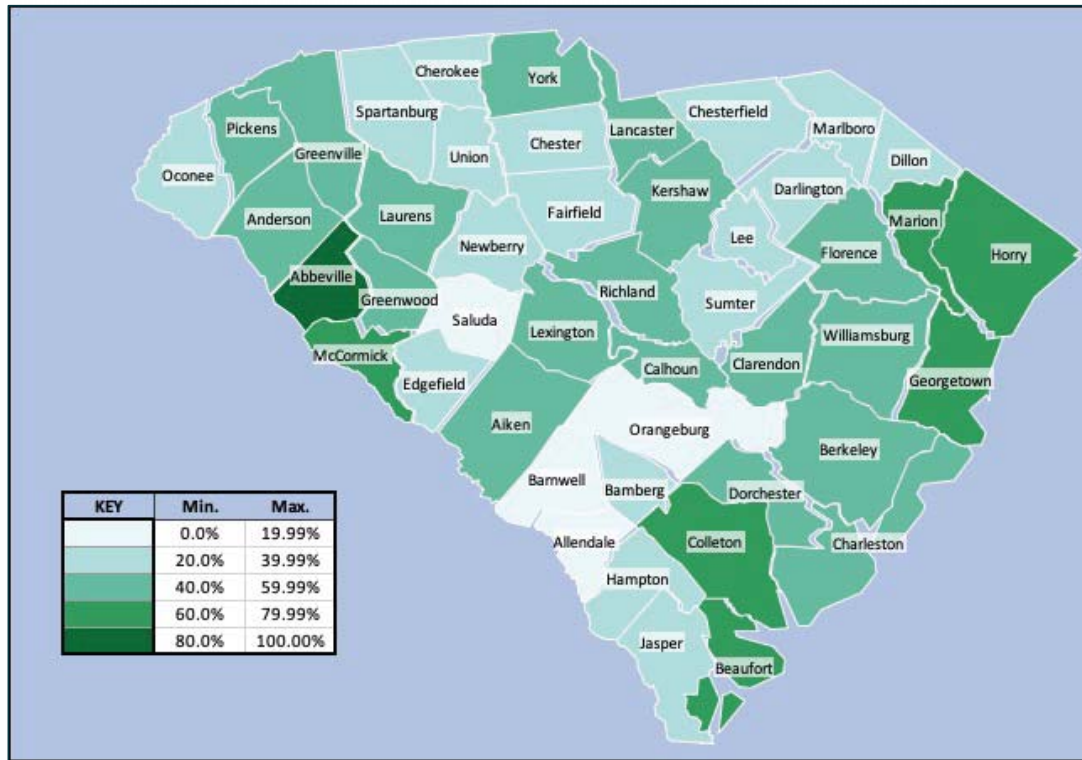 Cherokee
York
Spartanburg
Chesterfield
Pickens
Lancaster
Marlboro
Greenville
Union
Chester
Dillon
Oconee
Kershaw
Darlington
Anderson
Laurens
Fairfield
Marion
Newberry
Lee
Florence
Horry
Abbeville
Greenwood
Richland
Sumter
Saluda
Lexington
Williamsburg
McCormick
Calhoun
Clarendon
Edgefield
Georgetown
Aiken
Orangeburg
Berkeley
Barnwell
Bamberg
Dorchester
Allendale
Colleton
Charleston
Hampton
Jasper
Beaufort
KEY Min. Max.
0.0% 19.99%
20.0% 39.99%
40.0% 59.99%
60.0% 79.99%
80.0% 100.00%